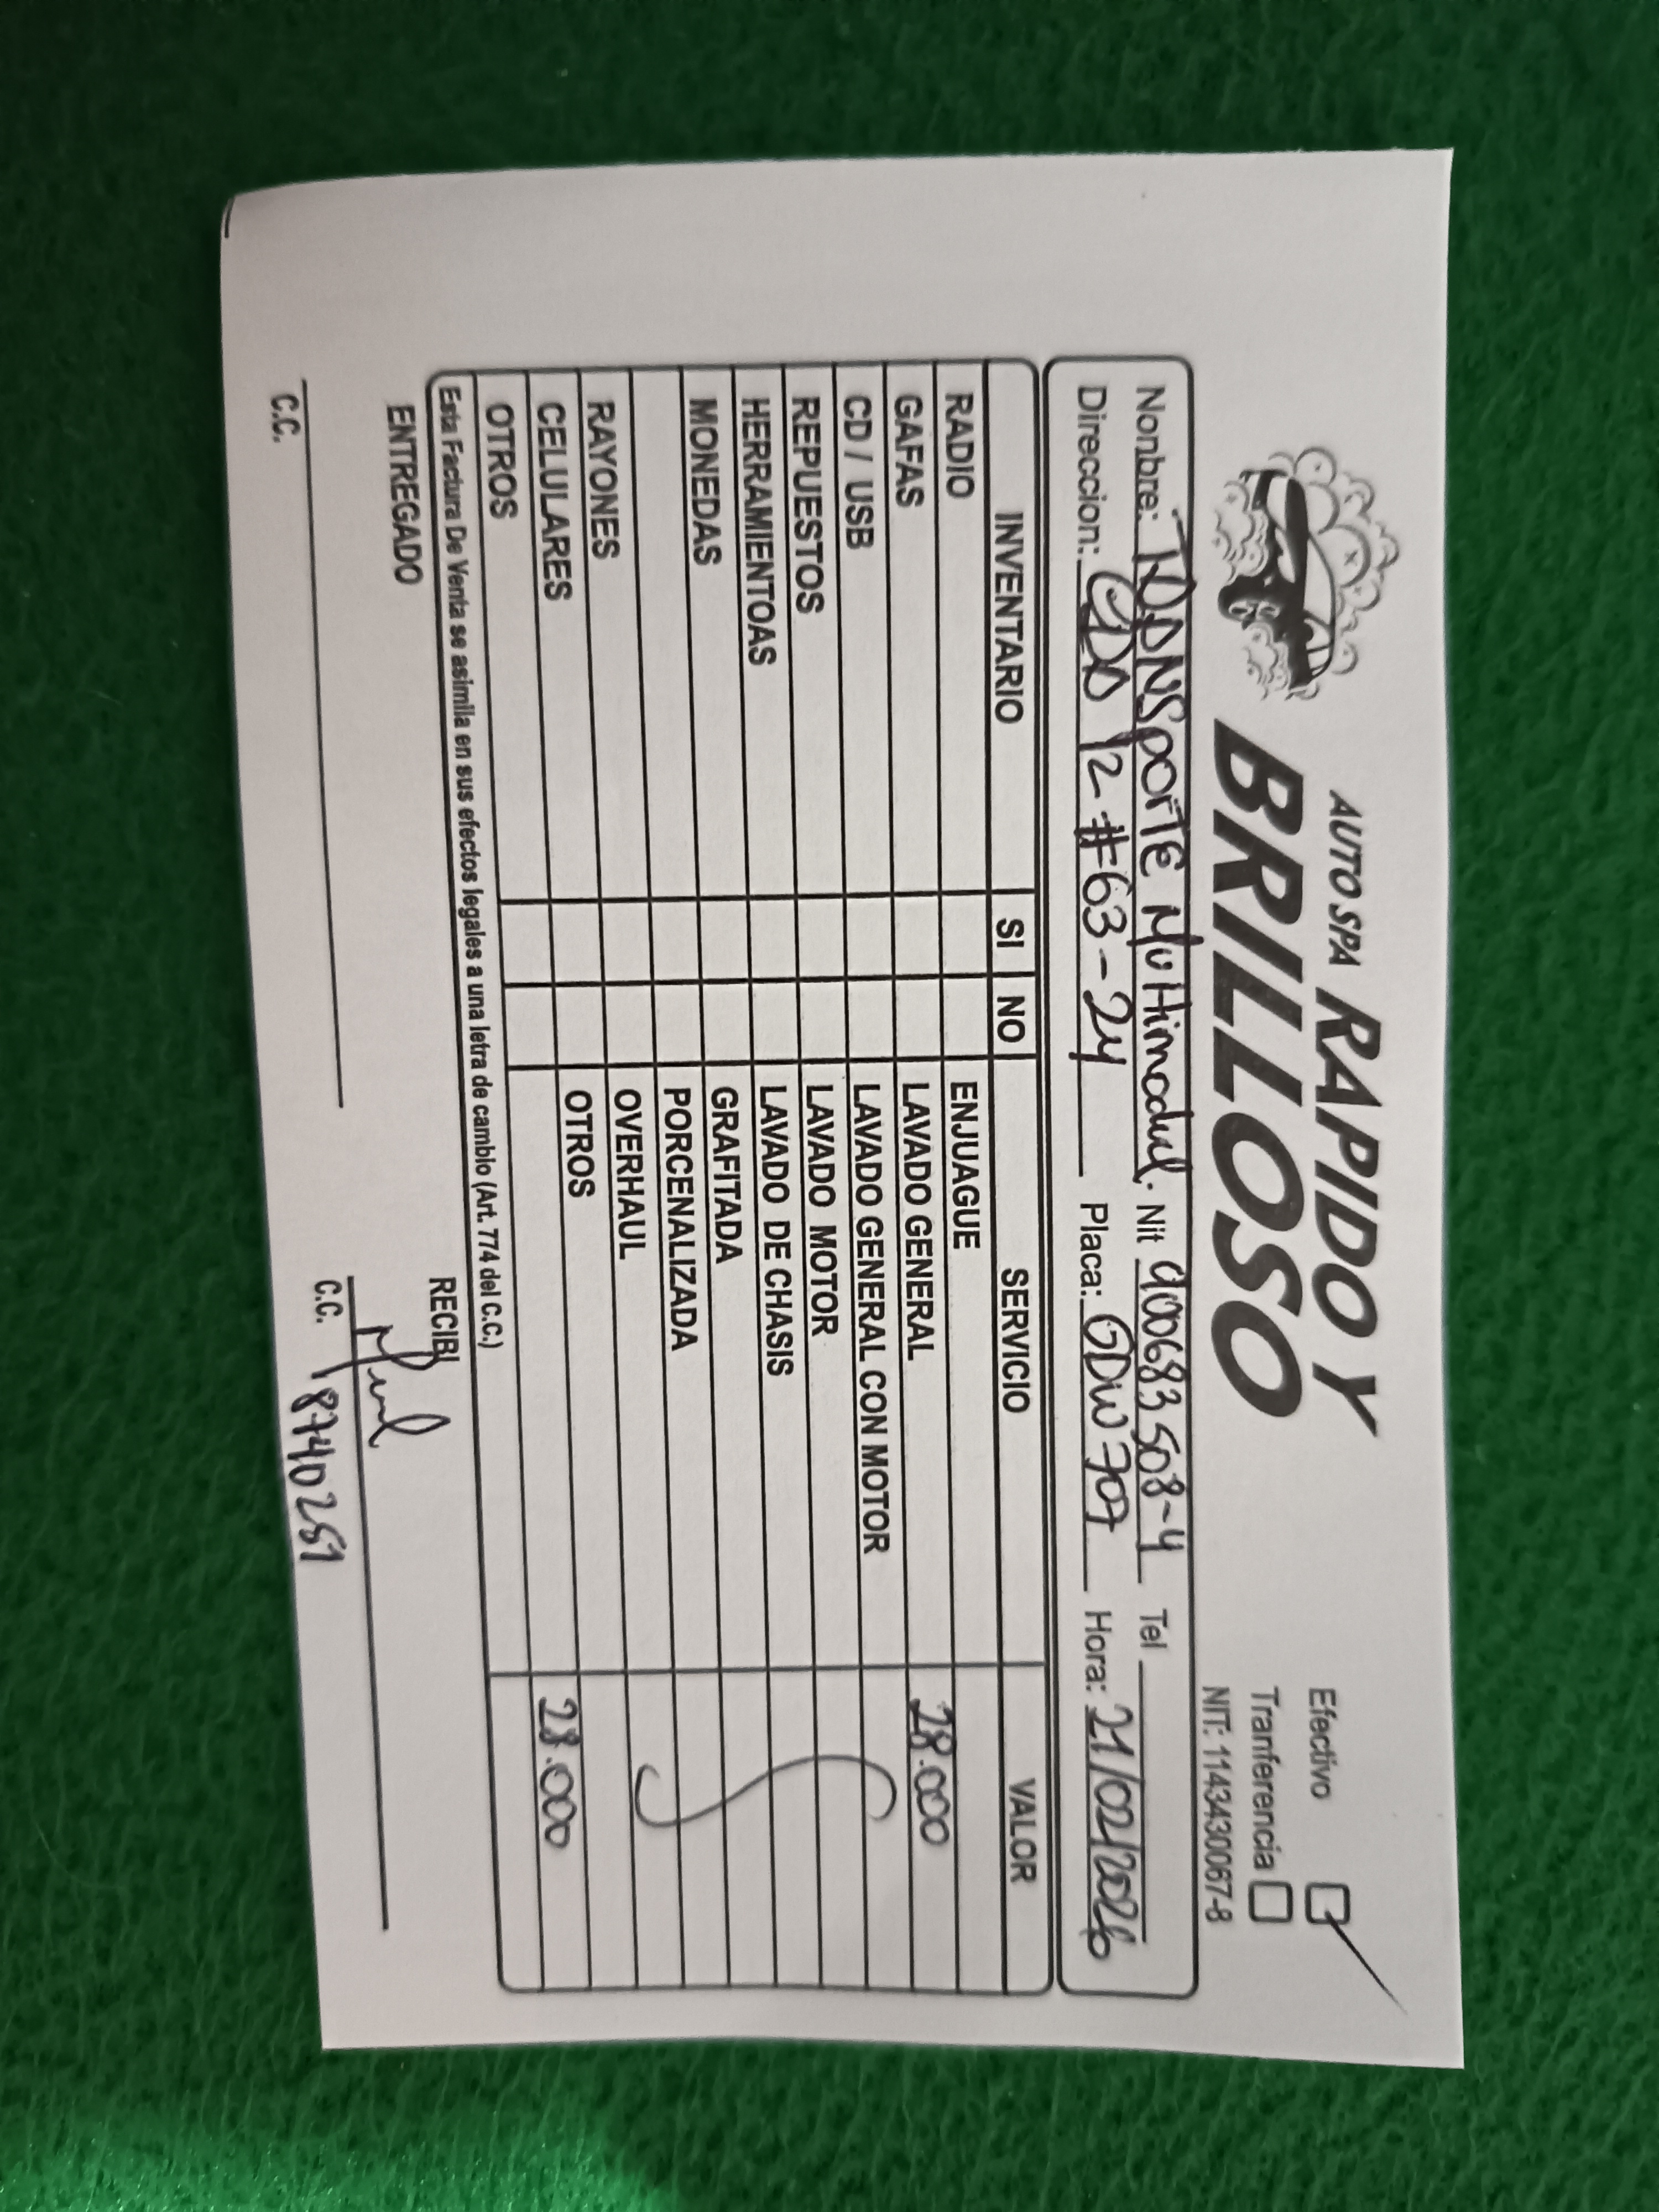 AUTO SPA RAPIDO Y
BRILLOSO
Efectivo
Tranferencia
NIT: 1143430067-8
Nonbre: TRANSporTE MultiModal. Nit 900683508-4 Tel
Direccion: CRA 12 #63-24 Placa: GDW 707 Hora: 21/02/2026
INVENTARIO SI NO SERVICIO VALOR
RADIO ENJUAGUE
GAFAS LAVADO GENERAL 28.000
CD / USB LAVADO GENERAL CON MOTOR
REPUESTOS LAVADO MOTOR
HERRAMIENTOAS LAVADO DE CHASIS
MONEDAS GRAFITADA
PORCENALIZADA
RAYONES OVERHAUL
CELULARES OTROS 28.000
OTROS
Esta Factura De Venta se asimila en sus efectos legales a una letra de cambio (Art. 774 del C.C.)
ENTREGADO RECIBI
C.C. C.C. 8740259